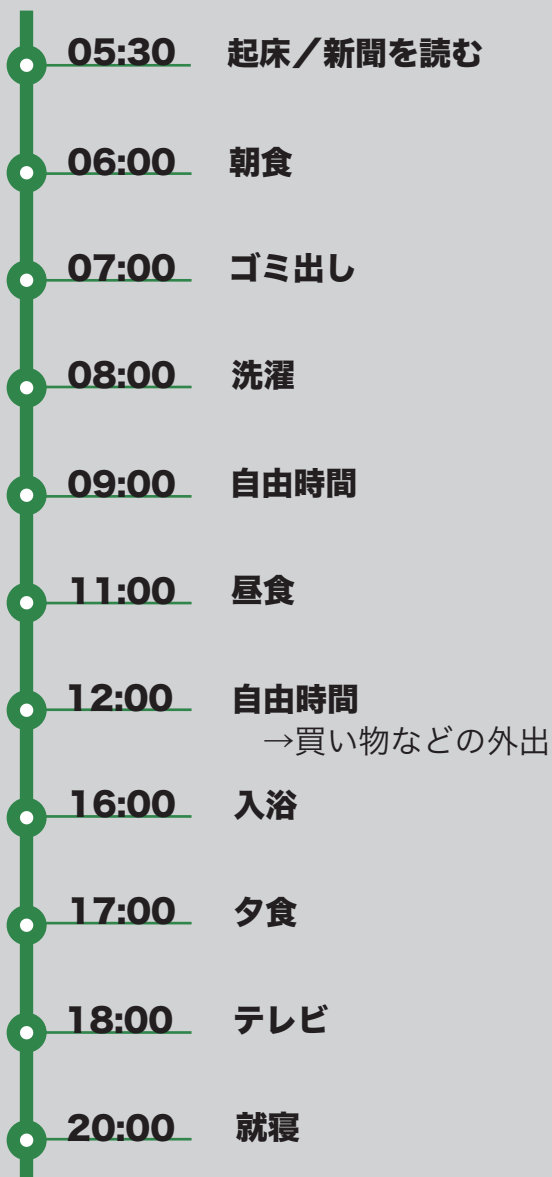 05:30 起床／新聞を読む
06:00 朝食
07:00 ゴミ出し
08:00 洗濯
09:00 自由時間
11:00 昼食
12:00 自由時間
→買い物などの外出
16:00 入浴
17:00 夕食
18:00 テレビ
20:00 就寝